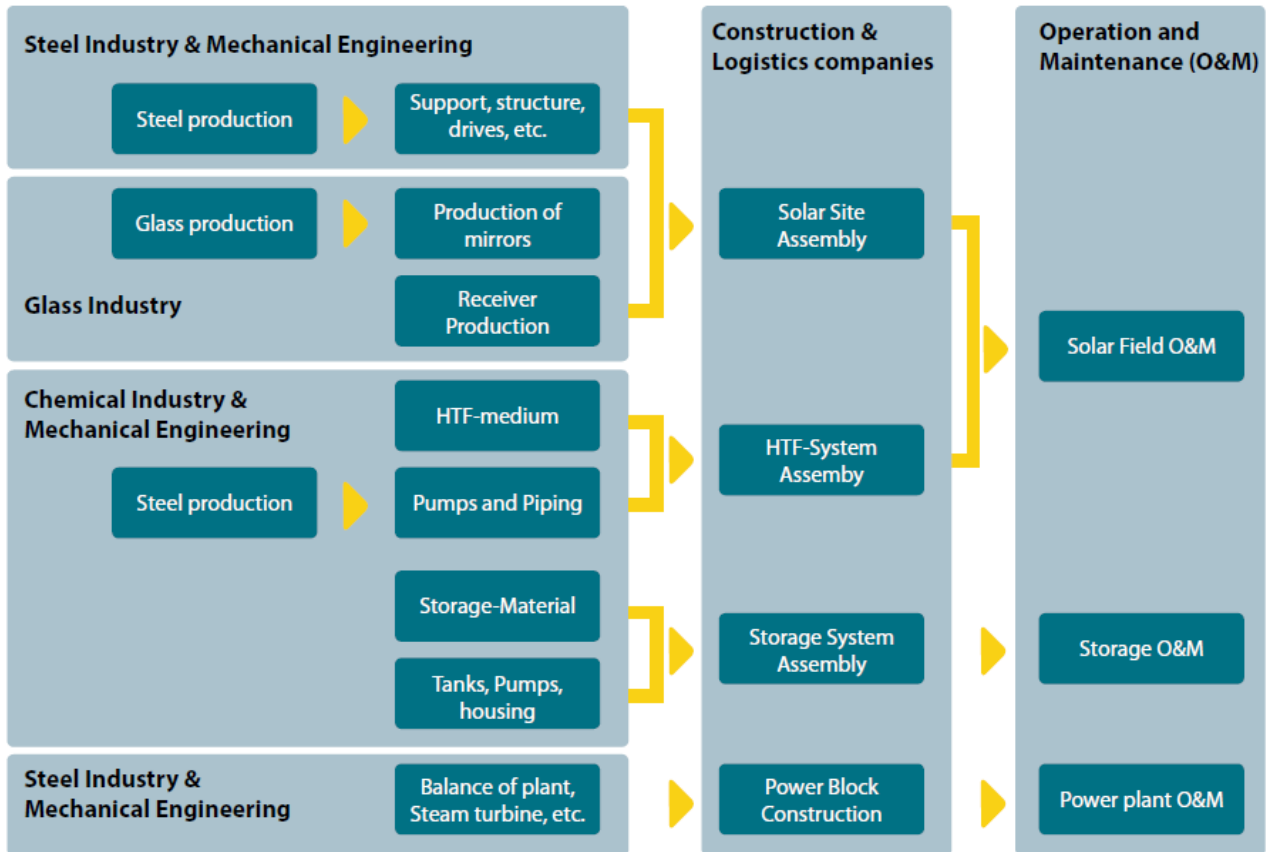 Steel Industry & Mechanical Engineering
Steel production
Support, structure,
drives, etc.
Glass production
Production of
mirrors
Glass Industry
Receiver
Production
Chemical Industry &
Mechanical Engineering
HTF-medium
Steel production
Pumps and Piping
Storage-Material
Tanks, Pumps,
housing
Steel Industry &
Mechanical Engineering
Balance of plant,
Steam turbine, etc.
Construction &
Logistics companies
Solar Site
Assembly
HTF-System
Assemby
Storage System
Assembly
Power Block
Construction
Operation and
Maintenance (O&M)
Solar Field O&M
Storage O&M
Power plant O&M